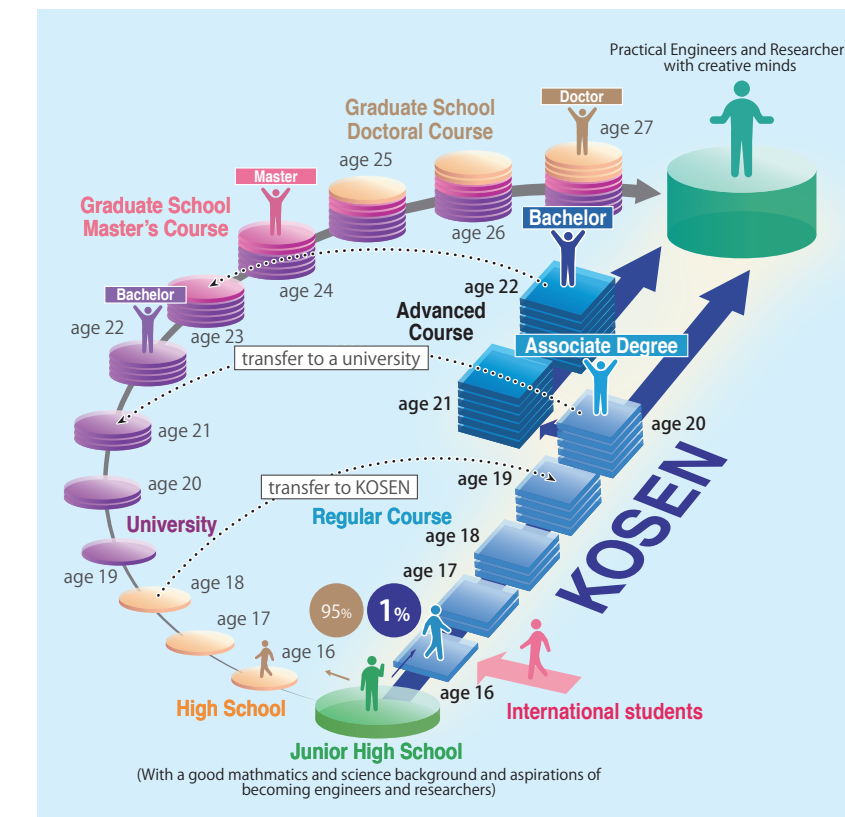 Practical Engineers and Researcher
with creative minds
Doctor
Graduate School
Doctoral Course
age 27
age 25
Master
Graduate School
Master's Course
age 26
Bachelor
age 24
age 22
Bachelor
Advanced
Course
age 22
age 23
transfer to a university
Associate Degree
age 21
age 21
age 20
age 20
age 19
transfer to KOSEN
University
Regular Course
KOSEN
age 18
age 19
age 18
age 17
95%
1%
age 17
age 16
age 16
High School
International students
Junior High School
(With a good mathmatics and science background and aspirations of
becoming engineers and researchers)